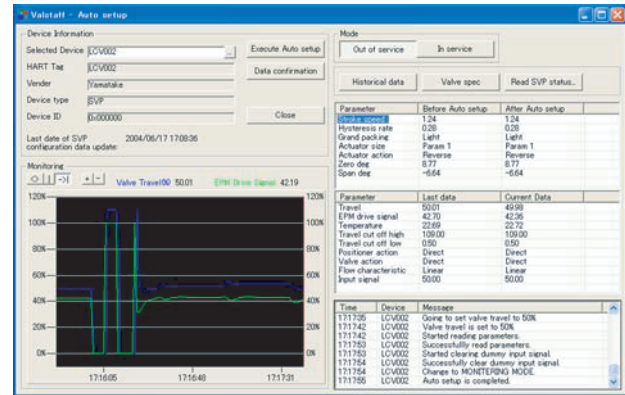 Valstaff - Auto setup
Device Information
Selected Device LCV002 ...
Execute Auto setup
HART Tag LCV002
Data confirmation
Vender Yamatake
Device type SVP
Device ID 0x000000
Close
Last date of SVP 2004/06/17 17:08:36
configuration data update:
Mode
Out of service In service
Historical data Valve spec Read SVP status...
Parameter Before Auto setup After Auto setup
Stroke speed 1.24 1.24
Hysteresis rate 0.28 0.28
Grand packing Light Light
Actuator size Param 1 Param 1
Actuator action Reverse Reverse
Zero deg 8.77 8.77
Span deg -6.64 -6.64
Monitoring
Valve Travel(%) 50.01 EPM Drive Signal 42.19
120% 120%
100% 100%
80% 80%
60% 60%
40% 40%
20% 20%
0% 0%
17:16:05 17:16:48 17:17:31
Parameter Last data Current Data
Travel 50.01 49.98
EPM drive signal 42.70 42.36
Temperature 22.69 22.72
Travel cut off high 109.00 109.00
Travel cut off low 0.50 0.50
Positioner action Direct Direct
Valve action Direct Direct
Flow characteristic Linear Linear
Input signal 50.00 50.00
Time Device Message
17:17:35 LCV002 Going to set valve travel to 50%
17:17:42 LCV002 Valve travel is set to 50%
17:17:42 LCV002 Started reading parameters.
17:17:53 LCV002 Successfullly read parameters.
17:17:53 LCV002 Started clearing dummy input signal.
17:17:54 LCV002 Successfully clear dummy input signal.
17:17:54 LCV002 Change to MONITERING MODE.
17:17:55 LCV002 Auto setup is completed.